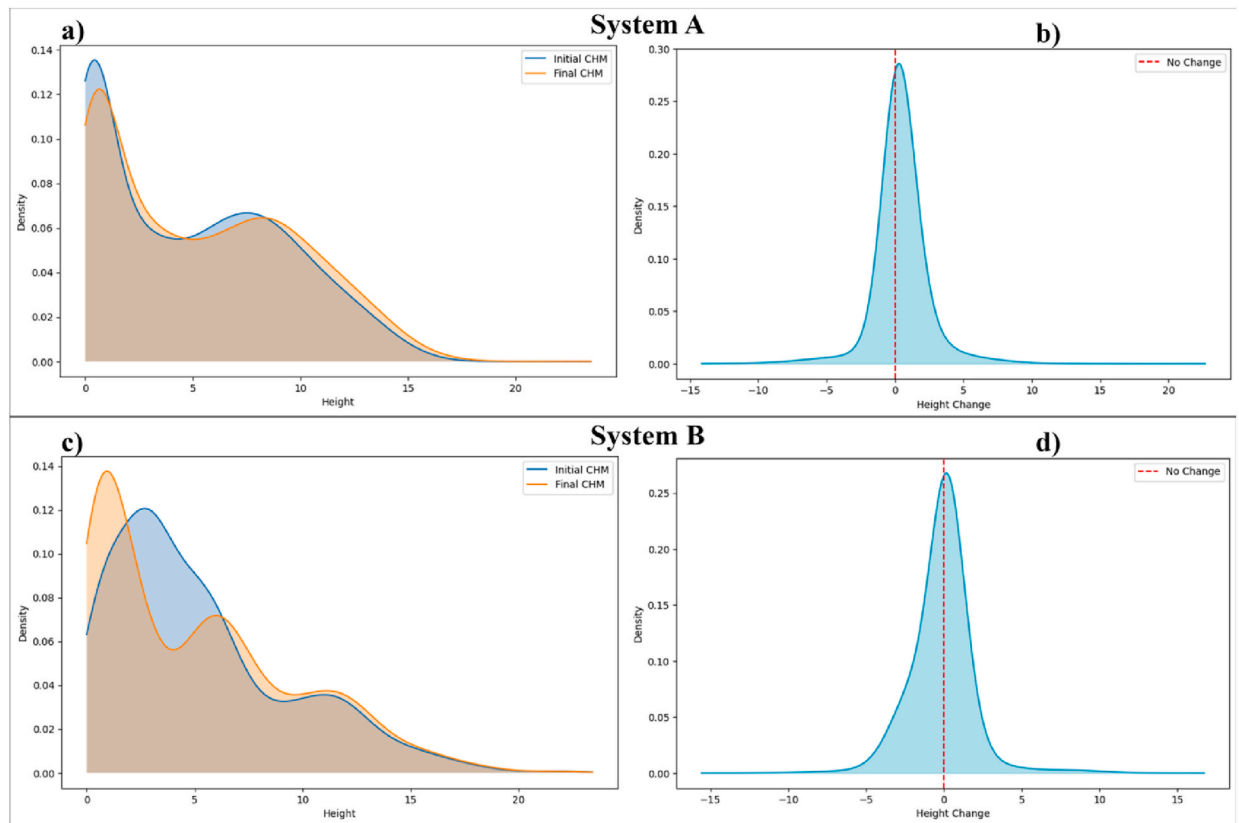 System A
a)
b)
Initial CHM
Final CHM
No Change
0.14
0.12
0.10
0.08
0.06
0.04
0.02
0.00
Density
0 5 10 15 20
Height
0.30
0.25
0.20
0.15
0.10
0.05
0.00
Density
−15 −10 −5 0 5 10 15 20
Height Change
System B
c)
d)
Initial CHM
Final CHM
No Change
0.14
0.12
0.10
0.08
0.06
0.04
0.02
0.00
Density
0 5 10 15 20
Height
0.25
0.20
0.15
0.10
0.05
0.00
Density
−15 −10 −5 0 5 10 15
Height Change